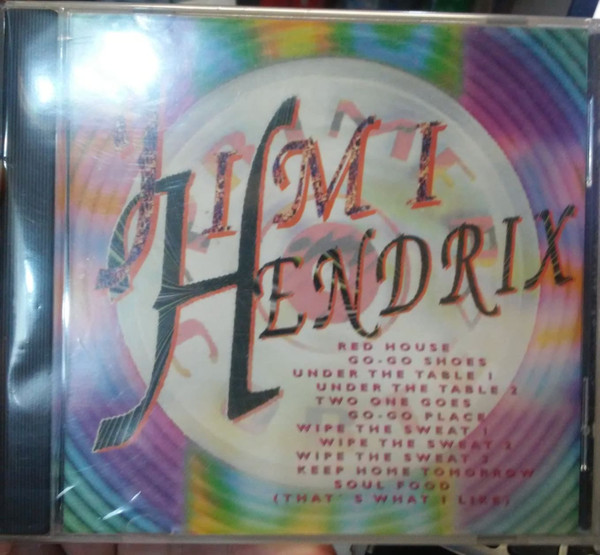 JIMI
HENDRIX
RED HOUSE
GO-GO SHOES
UNDER THE TABLE 1
UNDER THE TABLE 2
TWO ONE GOES
GO-GO PLACE
WIPE THE SWEAT 1
WIPE THE SWEAT 2
WIPE THE SWEAT 3
KEEP HOME TOMORROW
SOUL FOOD
(THAT´S WHAT I LIKE)